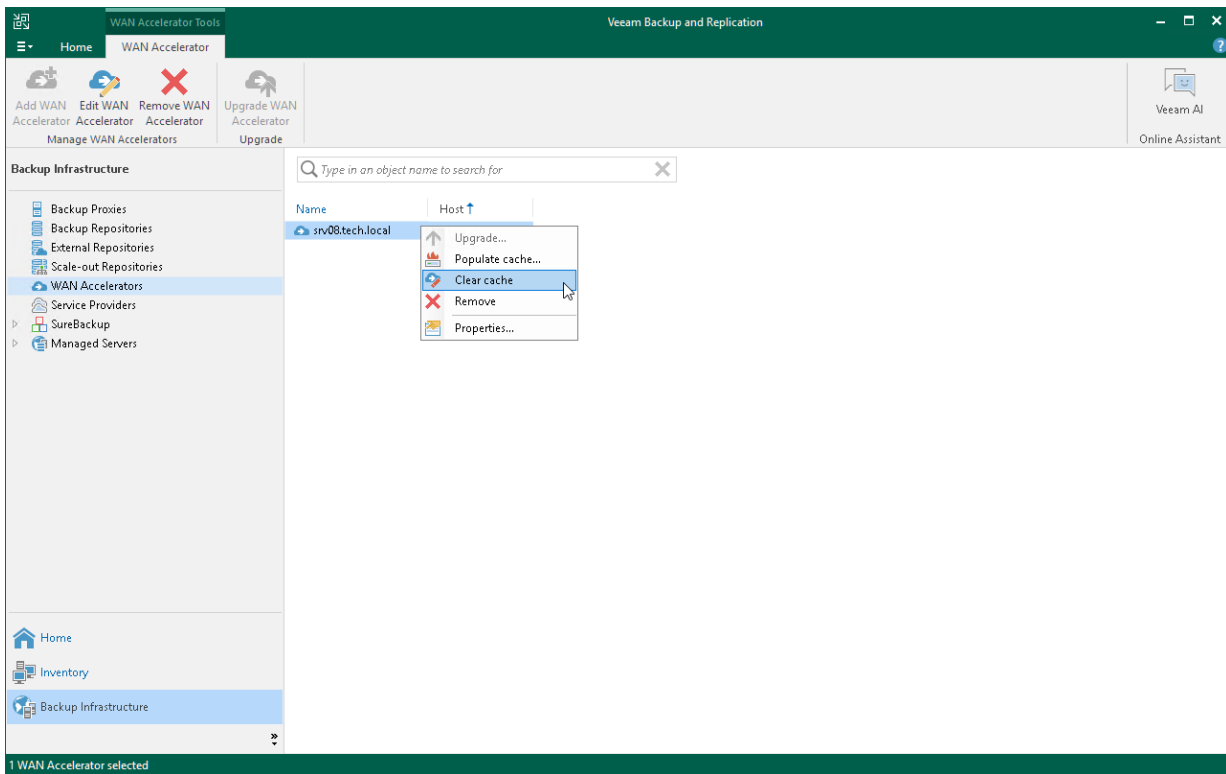 WAN Accelerator Tools
Veeam Backup and Replication
Home WAN Accelerator
?
Add WAN Accelerator
Edit WAN Accelerator
Remove WAN Accelerator
Manage WAN Accelerators
Upgrade WAN Accelerator
Upgrade
Veeam AI
Online Assistant
Backup Infrastructure
Backup Proxies
Backup Repositories
External Repositories
Scale-out Repositories
WAN Accelerators
Service Providers
SureBackup
Managed Servers
Home
Inventory
Backup Infrastructure
Type in an object name to search for
Name Host
srv08.tech.local
Upgrade...
Populate cache...
Clear cache
Remove
Properties...
1 WAN Accelerator selected